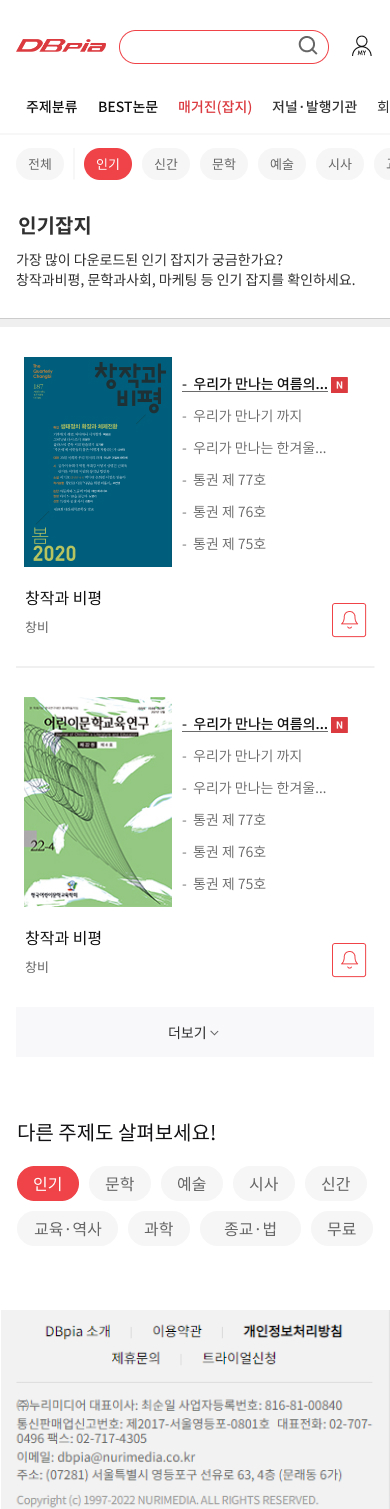 DBpia
MY
주제분류 BEST논문 매거진(잡지) 저널·발행기관 회
전체 인기 신간 문학 예술 시사
인기잡지
가장 많이 다운로드된 인기 잡지가 궁금한가요?
창작과비평, 문학과사회, 마케팅 등 인기 잡지를 확인하세요.
창작과
비평
187
봄
2020
- 우리가 만나는 여름의... N
- 우리가 만나기 까지
- 우리가 만나는 한겨울...
- 통권 제 77호
- 통권 제 76호
- 통권 제 75호
창작과 비평
창비
어린이문학교육연구
22-4
한국어린이문학교육학회
- 우리가 만나는 여름의... N
- 우리가 만나기 까지
- 우리가 만나는 한겨울...
- 통권 제 77호
- 통권 제 76호
- 통권 제 75호
창작과 비평
창비
더보기
다른 주제도 살펴보세요!
인기 문학 예술 시사 신간
교육·역사 과학 종교·법 무료
DBpia 소개 | 이용약관 | 개인정보처리방침
제휴문의 | 트라이얼신청
㈜누리미디어 대표이사: 최순일 사업자등록번호: 816-81-00840
통신판매업신고번호: 제2017-서울영등포-0801호 대표전화: 02-707-
0496 팩스: 02-717-4305
이메일: dbpia@nurimedia.co.kr
주소: (07281) 서울특별시 영등포구 선유로 63, 4층 (문래동 6가)
Copyright (c) 1997-2022 NURIMEDIA. ALL RIGHTS RESERVED.